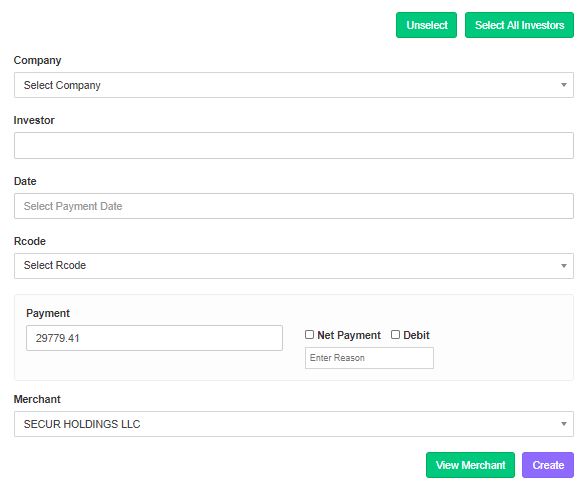 Unselect Select All Investors
Company
Select Company
Investor
Date
Select Payment Date
Rcode
Select Rcode
Payment
29779.41
Net Payment Debit
Enter Reason
Merchant
SECUR HOLDINGS LLC
View Merchant Create